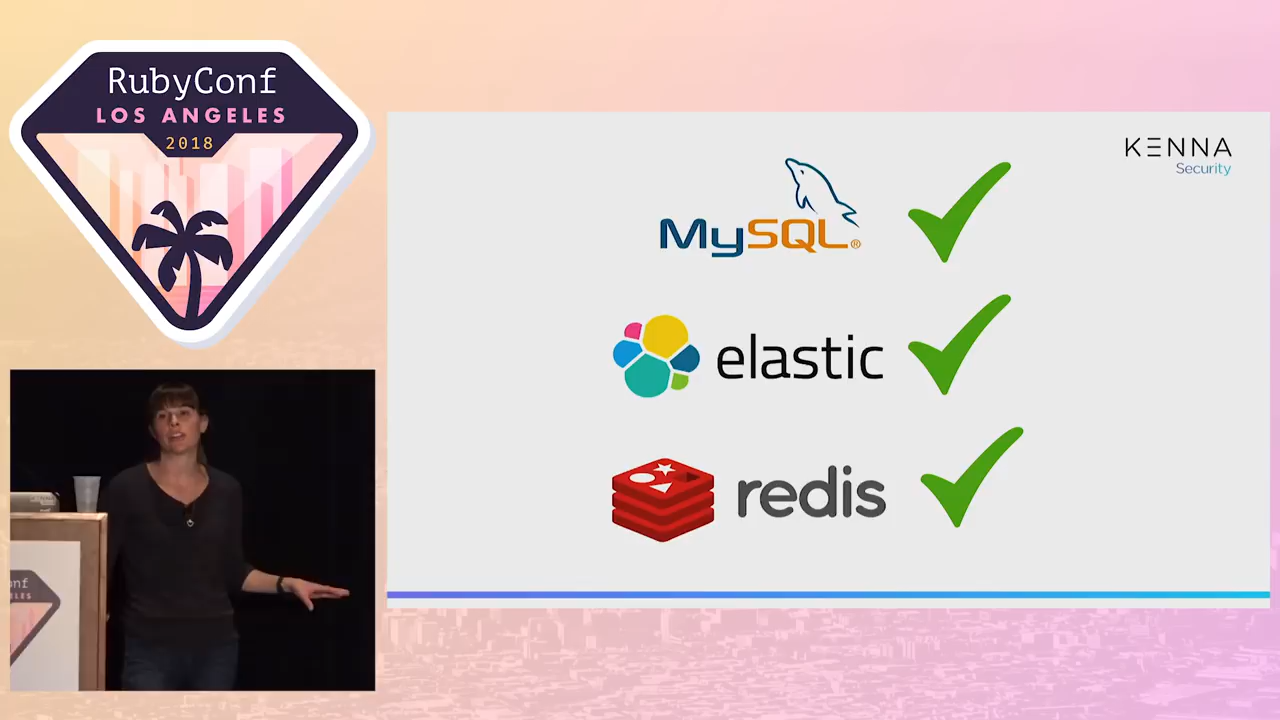 RubyConf
LOS ANGELES
2018
KENNA
Security
MySQL®
elastic
redis